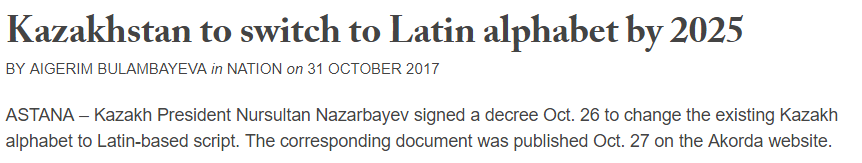 Kazakhstan to switch to Latin alphabet by 2025
BY AIGERIM BULAMBAYEVA in NATION on 31 OCTOBER 2017
ASTANA – Kazakh President Nursultan Nazarbayev signed a decree Oct. 26 to change the existing Kazakh
alphabet to Latin-based script. The corresponding document was published Oct. 27 on the Akorda website.